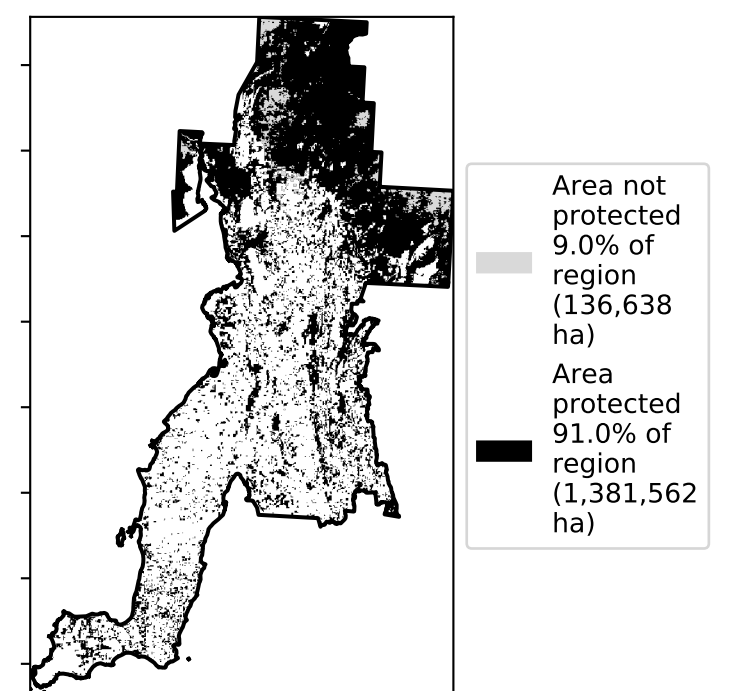 Area not
protected
9.0% of
region
(136,638
ha)
Area
protected
91.0% of
region
(1,381,562
ha)